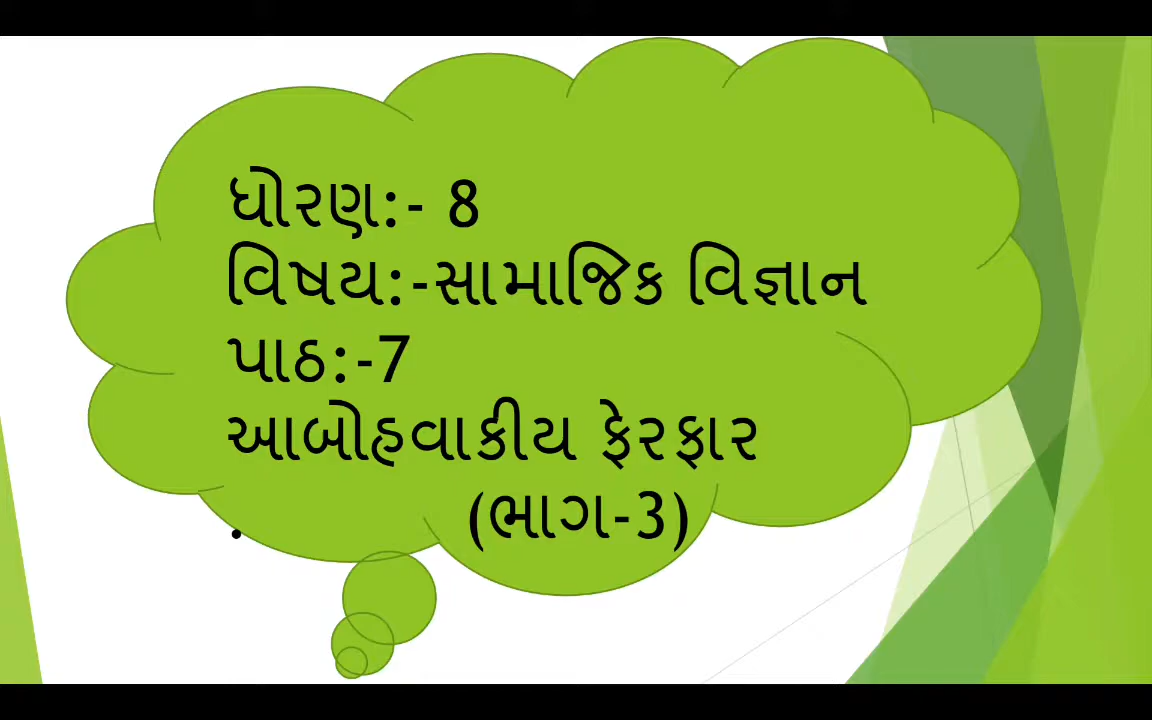 ધોરણ:- 8
વિષય:-સામાજિક વિજ્ઞાન
પાઠ:-7
આબોહવાકીય ફેરફાર
. (ભાગ-3)